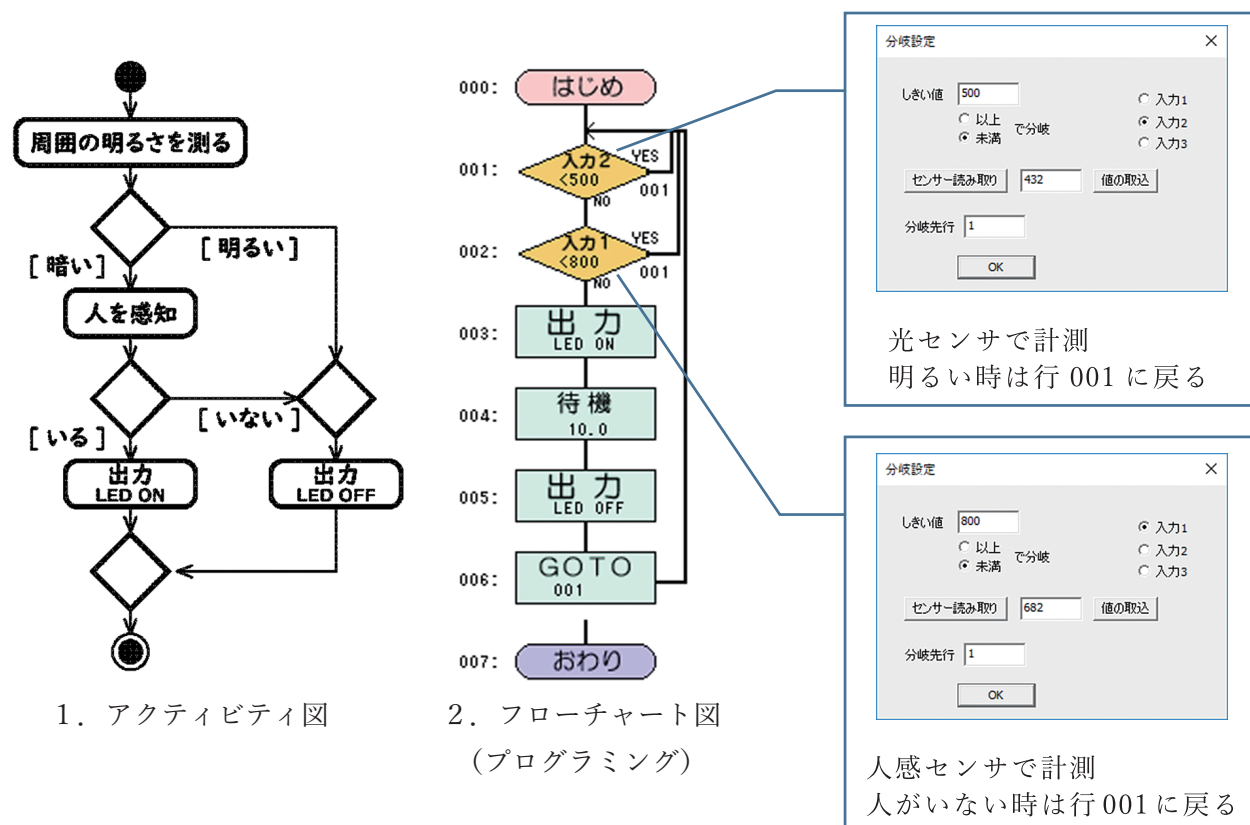 周囲の明るさを測る
[明るい]
[暗い]
人を感知
[いない]
[いる]
出力
LED ON
出力
LED OFF
1．アクティビティ図
000:
はじめ
001:
入力2
<500
YES
001
NO
002:
入力1
<800
YES
001
NO
003:
出力
LED ON
004:
待機
10.0
005:
出力
LED OFF
006:
GOTO
001
007:
おわり
2．フローチャート図
（プログラミング）
分岐設定
しきい値 500
以上
未満
で分岐
入力1
入力2
入力3
センサー読み取り 432 値の取込
分岐先行 1
OK
光センサで計測
明るい時は行 001 に戻る
分岐設定
しきい値 800
以上
未満
で分岐
入力1
入力2
入力3
センサー読み取り 682 値の取込
分岐先行 1
OK
人感センサで計測
人がいない時は行 001 に戻る